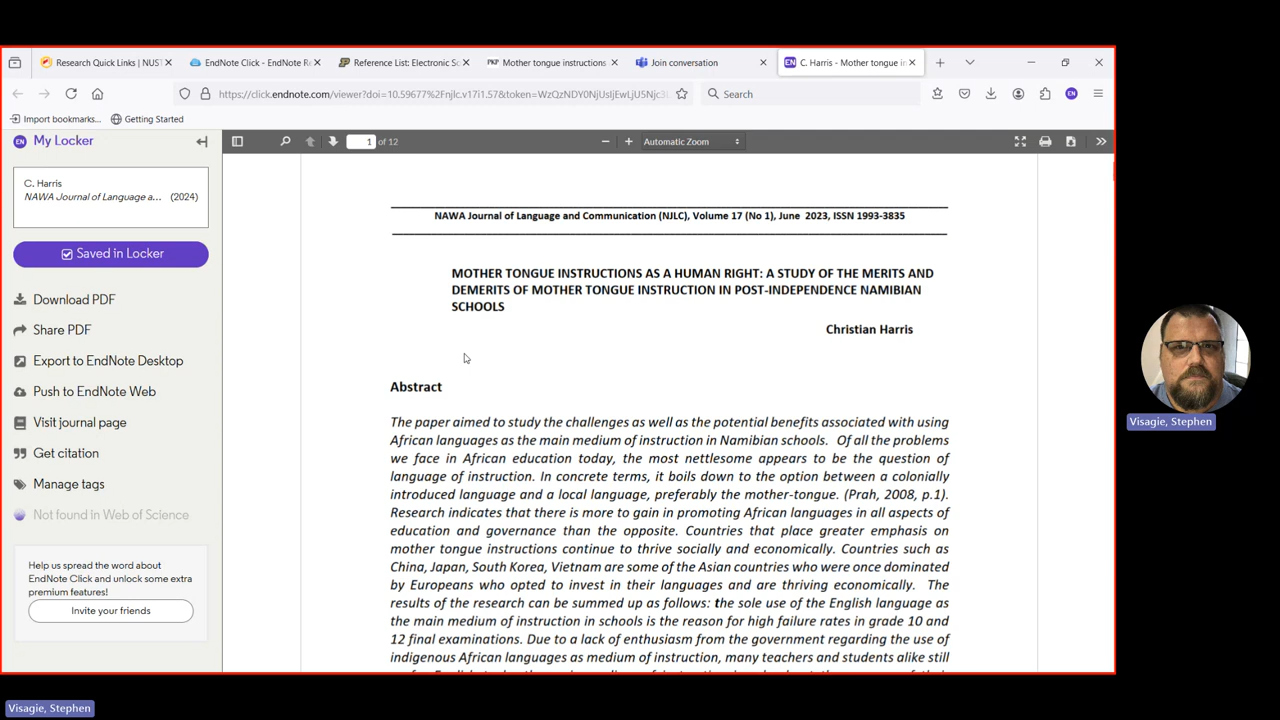 Research Quick Links | NUS
EndNote Click - EndNote Re
Reference List: Electronic So
PKP Mother tongue instructions
Join conversation
EN C. Harris - Mother tongue in
https://click.endnote.com/viewer?doi=10.59677%2Fnjlc.v17i1.57&token=WzQzNDY0NjUsIjEwLjU5Njc3
Search
EN
Import bookmarks...
Getting Started
EN My Locker
1 of 12
Automatic Zoom
C. Harris
NAWA Journal of Language a... (2024)
Saved in Locker
Download PDF
Share PDF
Export to EndNote Desktop
Push to EndNote Web
Visit journal page
Get citation
Manage tags
Not found in Web of Science
Help us spread the word about
EndNote Click and unlock some extra
premium features!
Invite your friends
NAWA Journal of Language and Communication (NJLC), Volume 17 (No 1), June 2023, ISSN 1993-3835
MOTHER TONGUE INSTRUCTIONS AS A HUMAN RIGHT: A STUDY OF THE MERITS AND
DEMERITS OF MOTHER TONGUE INSTRUCTION IN POST-INDEPENDENCE NAMIBIAN
SCHOOLS
Christian Harris
Abstract
The paper aimed to study the challenges as well as the potential benefits associated with using
African languages as the main medium of instruction in Namibian schools. Of all the problems
we face in African education today, the most nettlesome appears to be the question of
language of instruction. In concrete terms, it boils down to the option between a colonially
introduced language and a local language, preferably the mother-tongue. (Prah, 2008, p.1).
Research indicates that there is more to gain in promoting African languages in all aspects of
education and governance than the opposite. Countries that place greater emphasis on
mother tongue instructions continue to thrive socially and economically. Countries such as
China, Japan, South Korea, Vietnam are some of the Asian countries who were once dominated
by Europeans who opted to invest in their languages and are thriving economically. The
results of the research can be summed up as follows: the sole use of the English language as
the main medium of instruction in schools is the reason for high failure rates in grade 10 and
12 final examinations. Due to a lack of enthusiasm from the government regarding the use of
indigenous African languages as medium of instruction, many teachers and students alike still
Visagie, Stephen
Visagie, Stephen